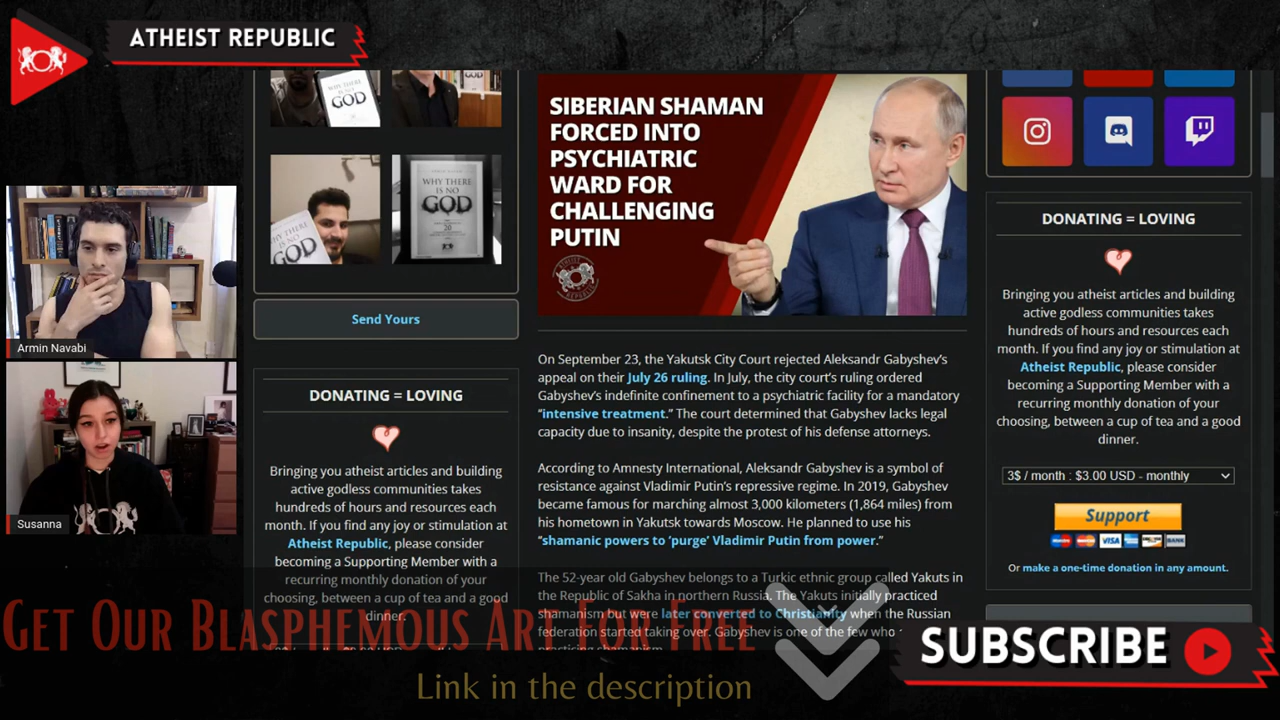 ATHEIST REPUBLIC
WHY THERE
IS NO
GOD
WHY THERE
IS NO
GOD
WHY THERE
IS NO
GOD
20
Send Yours
DONATING = LOVING
Bringing you atheist articles and building
active godless communities takes
hundreds of hours and resources each
month. If you find any joy or stimulation at
Atheist Republic, please consider
becoming a Supporting Member with a
recurring monthly donation of your
choosing, between a cup of tea and a good
dinner.
SIBERIAN SHAMAN
FORCED INTO
PSYCHIATRIC
WARD FOR
CHALLENGING
PUTIN
On September 23, the Yakutsk City Court rejected Aleksandr Gabyshev’s
appeal on their July 26 ruling. In July, the city court’s ruling ordered
Gabyshev’s indefinite confinement to a psychiatric facility for a mandatory
“intensive treatment.” The court determined that Gabyshev lacks legal
capacity due to insanity, despite the protest of his defense attorneys.
According to Amnesty International, Aleksandr Gabyshev is a symbol of
resistance against Vladimir Putin’s repressive regime. In 2019, Gabyshev
became famous for marching almost 3,000 kilometers (1,864 miles) from
his hometown in Yakutsk towards Moscow. He planned to use his
“shamanic powers to ‘purge’ Vladimir Putin from power.”
The 52-year old Gabyshev belongs to a Turkic ethnic group called Yakuts in
the Republic of Sakha in northern Russia. The Yakuts initially practiced
shamanism but were later converted to Christianity when the Russian
federation started taking over. Gabyshev is one of the few who
practicing shamanism.
DONATING = LOVING
Bringing you atheist articles and building
active godless communities takes
hundreds of hours and resources each
month. If you find any joy or stimulation at
Atheist Republic, please consider
becoming a Supporting Member with a
recurring monthly donation of your
choosing, between a cup of tea and a good
dinner.
3$ / month : $3.00 USD - monthly
Support
VISA
BANK
Or make a one-time donation in any amount.
Armin Navabi
Susanna
Get Our Blasphemous Art For Free
Link in the description
SUBSCRIBE